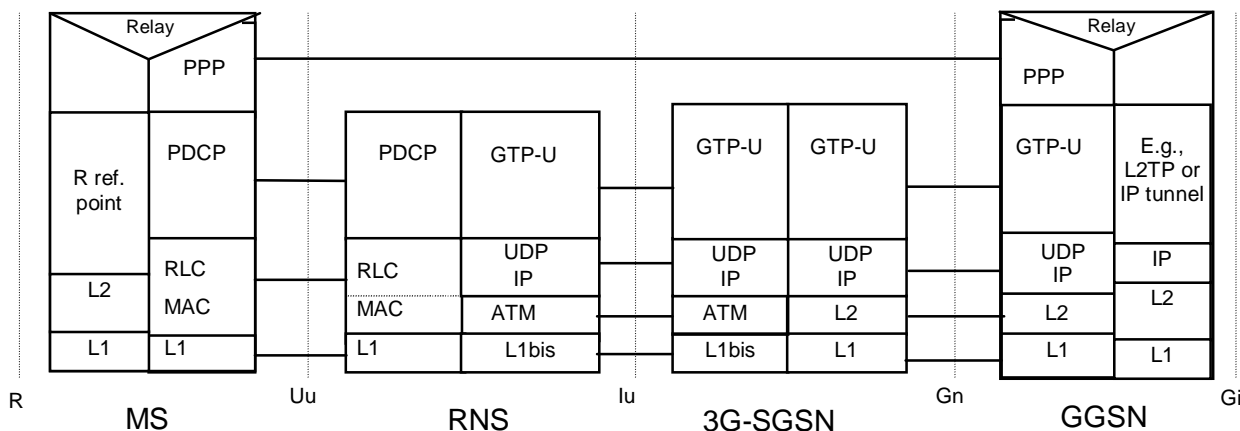 Relay
Relay
PPP
PPP
PDCP
PDCP
GTP-U
GTP-U
GTP-U
GTP-U
E.g.,
L2TP or
IP tunnel
R ref.
point
RLC
MAC
RLC
MAC
UDP
IP
UDP
IP
UDP
IP
UDP
IP
IP
L2
ATM
ATM
L2
L2
L2
L1
L1
L1
L1bis
L1bis
L1
L1
L1
R
Uu
Iu
Gn
Gi
MS
RNS
3G-SGSN
GGSN